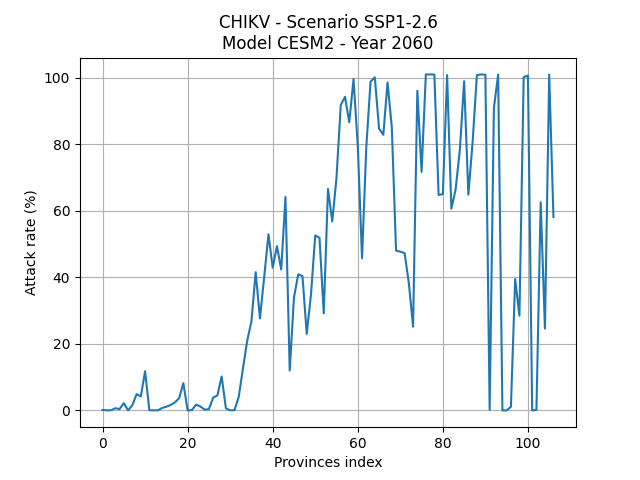 CHIKV - Scenario SSP1-2.6
Model CESM2 - Year 2060
100
80
60
40
20
0
Attack rate (%)
0 20 40 60 80 100
Provinces index